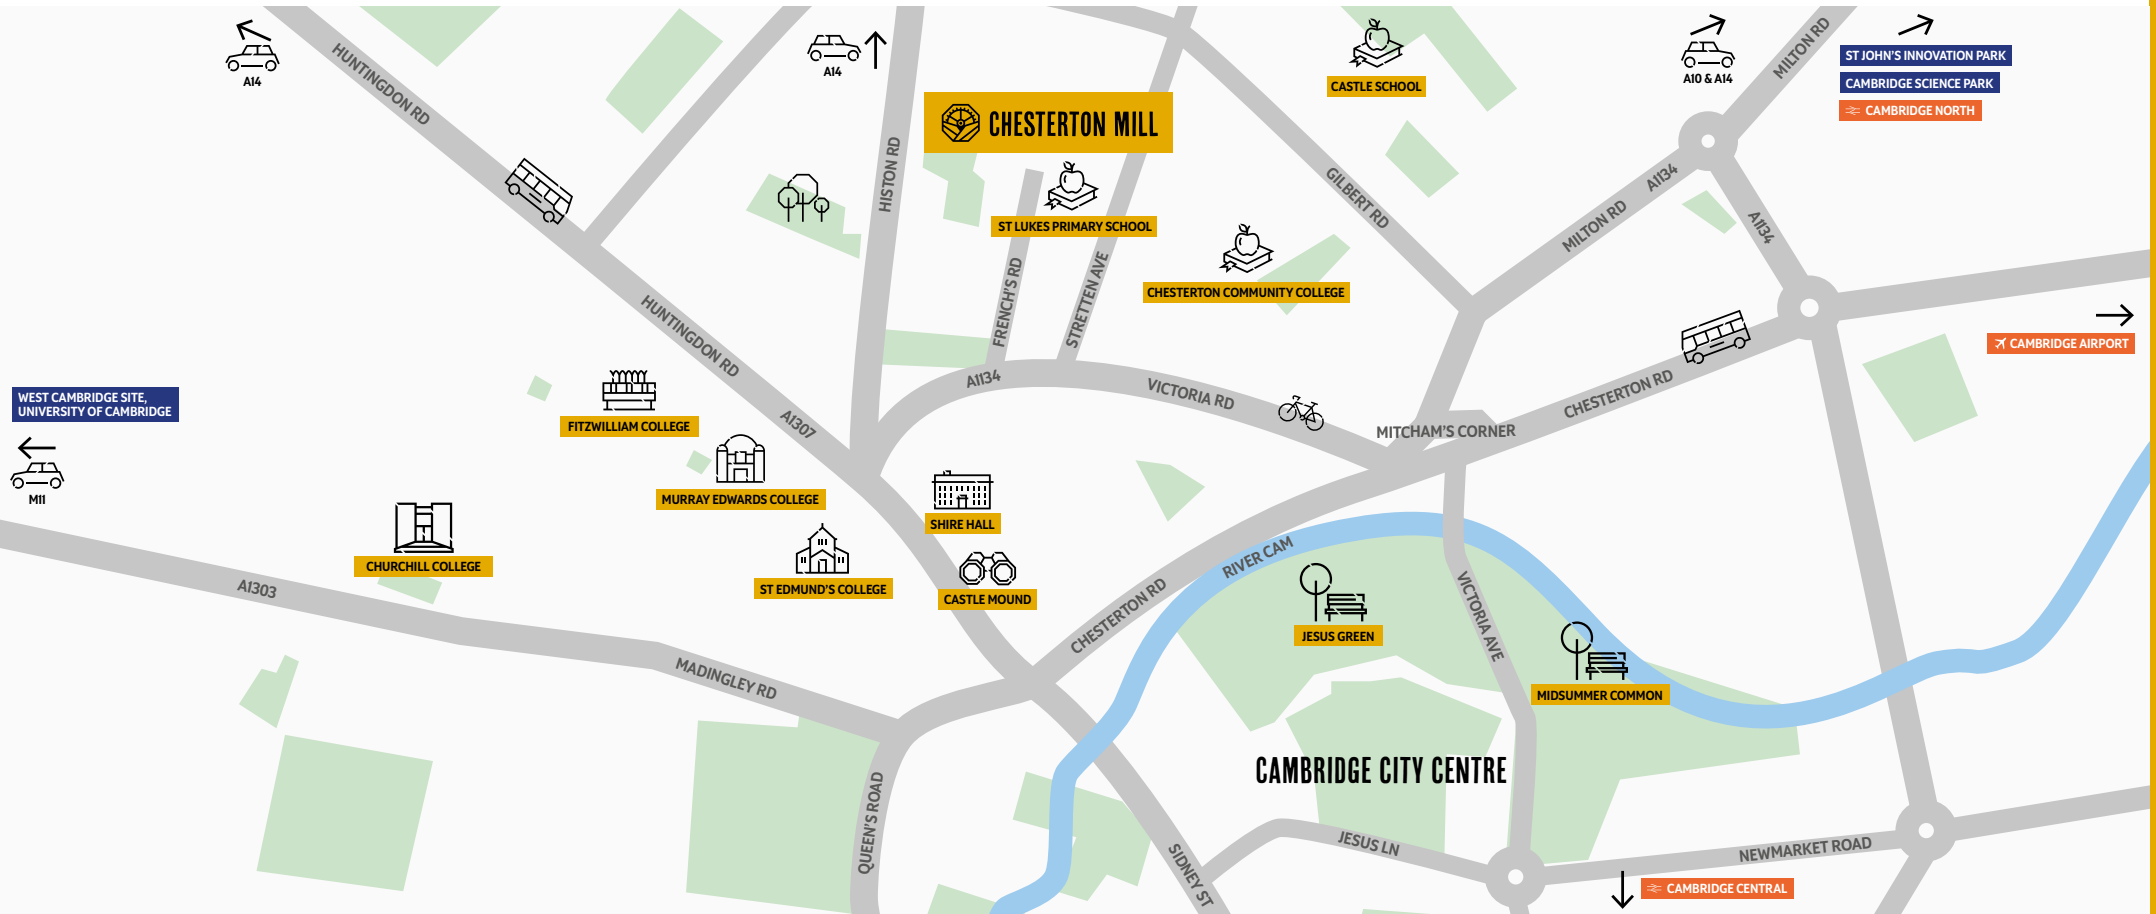 A14
HUNTINGDON RD
A14
HISTON RD
CHESTERTON MILL
CASTLE SCHOOL
A10 & A14
MILTON RD
ST JOHN'S INNOVATION PARK
CAMBRIDGE SCIENCE PARK
CAMBRIDGE NORTH
ST LUKES PRIMARY SCHOOL
GILBERT RD
A1134
MILTON RD
A1134
FRENCH'S RD
STRETTEN AVE
CHESTERTON COMMUNITY COLLEGE
HUNTINGDON RD
CAMBRIDGE AIRPORT
WEST CAMBRIDGE SITE,
UNIVERSITY OF CAMBRIDGE
M11
FITZWILLIAM COLLEGE
A1307
A1134
VICTORIA RD
MITCHAM'S CORNER
CHESTERTON RD
MURRAY EDWARDS COLLEGE
SHIRE HALL
CHURCHILL COLLEGE
ST EDMUND'S COLLEGE
CASTLE MOUND
A1303
RIVER CAM
CHESTERTON RD
VICTORIA AVE
JESUS GREEN
MADINGLEY RD
MIDSUMMER COMMON
CAMBRIDGE CITY CENTRE
QUEEN'S ROAD
SIDNEY ST
JESUS LN
NEWMARKET ROAD
CAMBRIDGE CENTRAL